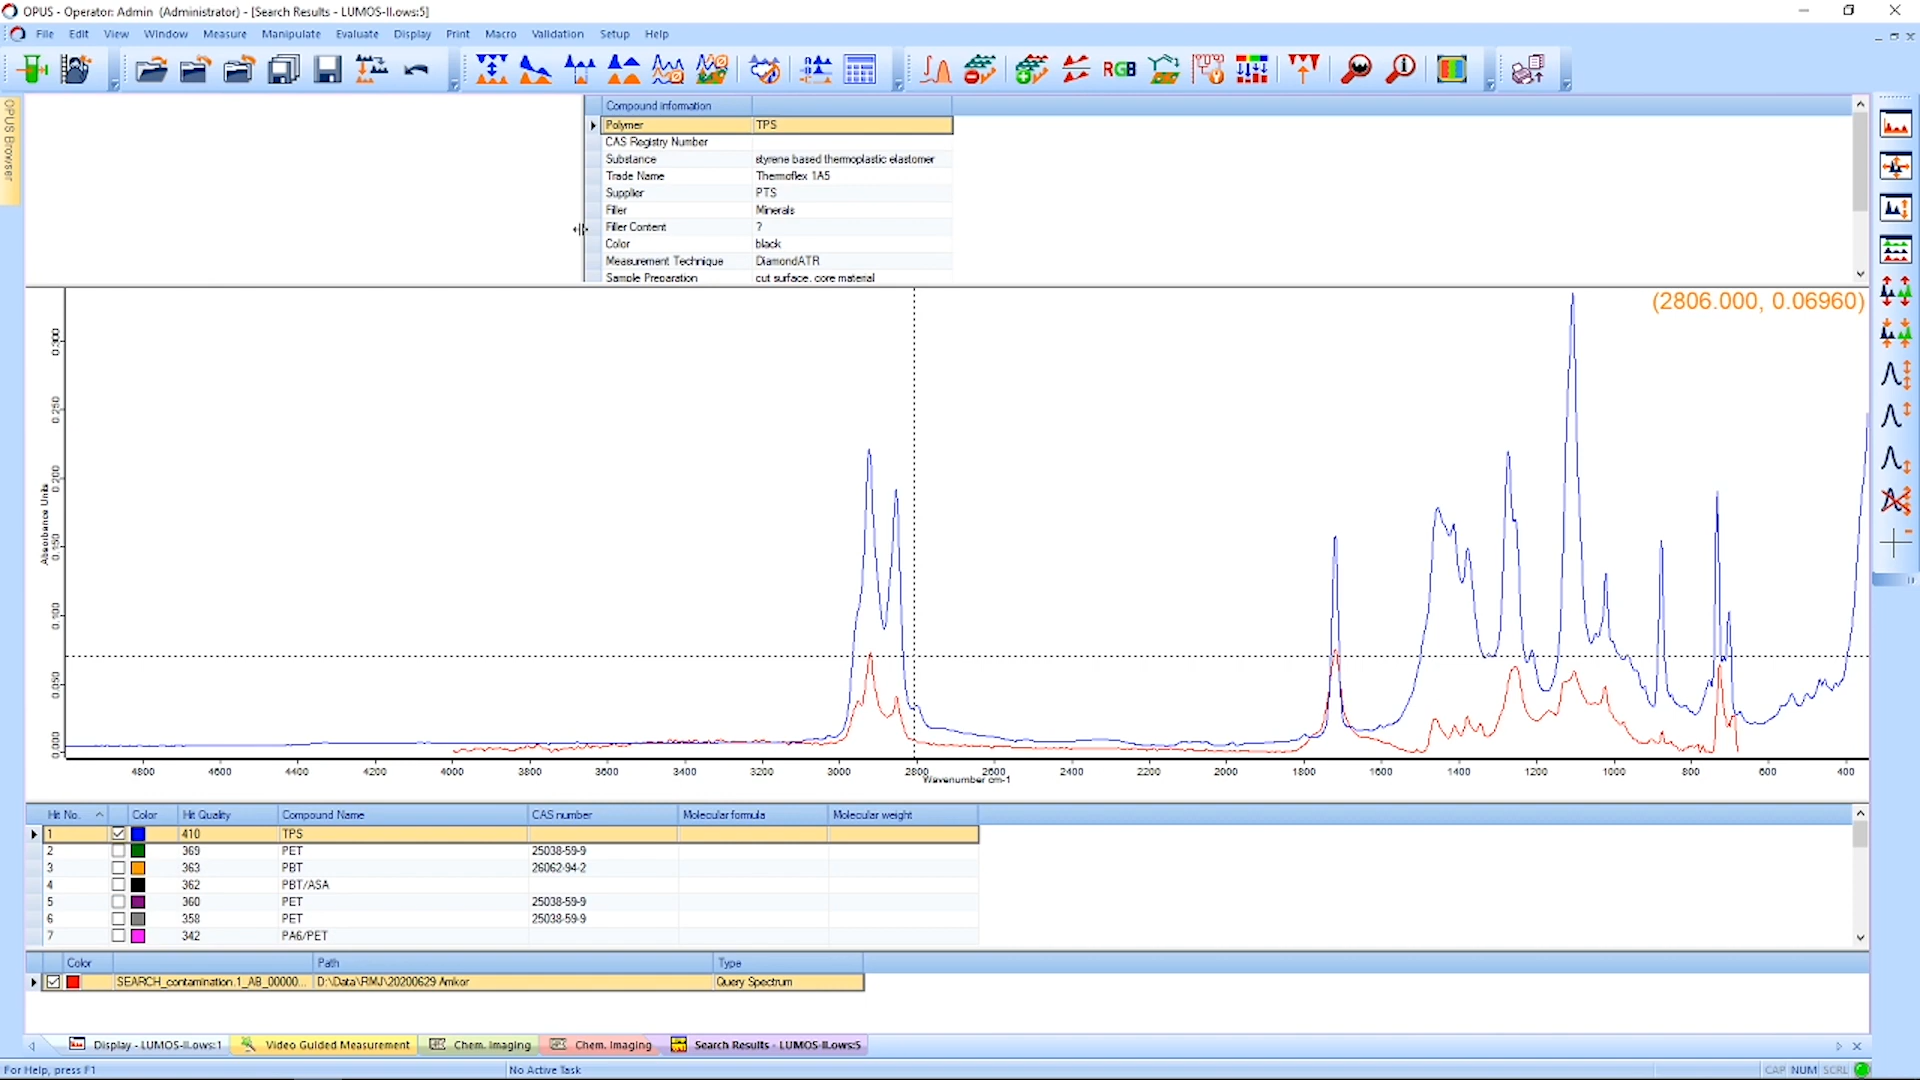 OPUS - Operator: Admin (Administrator) - [Search Results - LUMOS-II.ows:5]
File Edit View Window Measure Manipulate Evaluate Display Print Macro Validation Setup Help
RGB
OPUS Browser
Compound information
Polymer TPS
CAS Registry Number
Substance styrene based thermoplastic elastomer
Trade Name Thermoflex 1A5
Supplier PTS
Filler Minerals
Filler Content ?
Color black
Measurement Technique DiamondATR
Sample Preparation cut surface, core material
(2806.000, 0.06960)
Absorbance Units
0.300
0.250
0.200
0.150
0.100
0.050
0.000
4800 4600 4400 4200 4000 3800 3600 3400 3200 3000 2800 2600 2400 2200 2000 1800 1600 1400 1200 1000 800 600 400
Wavenumber cm-1
Hit No. Color Hit Quality Compound Name CAS number Molecular formula Molecular weight
1 410 TPS
2 369 PET 25038-59-9
3 363 PBT 26062-94-2
4 362 PBT/ASA
5 360 PET 25038-59-9
6 358 PET 25038-59-9
7 342 PA6/PET
Color Path Type
SEARCH_contamination.1_AB_00000... D:\Data\RMJ\20200629 Amkor Query Spectrum
Display - LUMOS-II.ows:1 Video Guided Measurement Chem. Imaging Chem. Imaging Search Results - LUMOS-II.ows:5
For Help, press F1 No Active Task CAP NUM SCRL